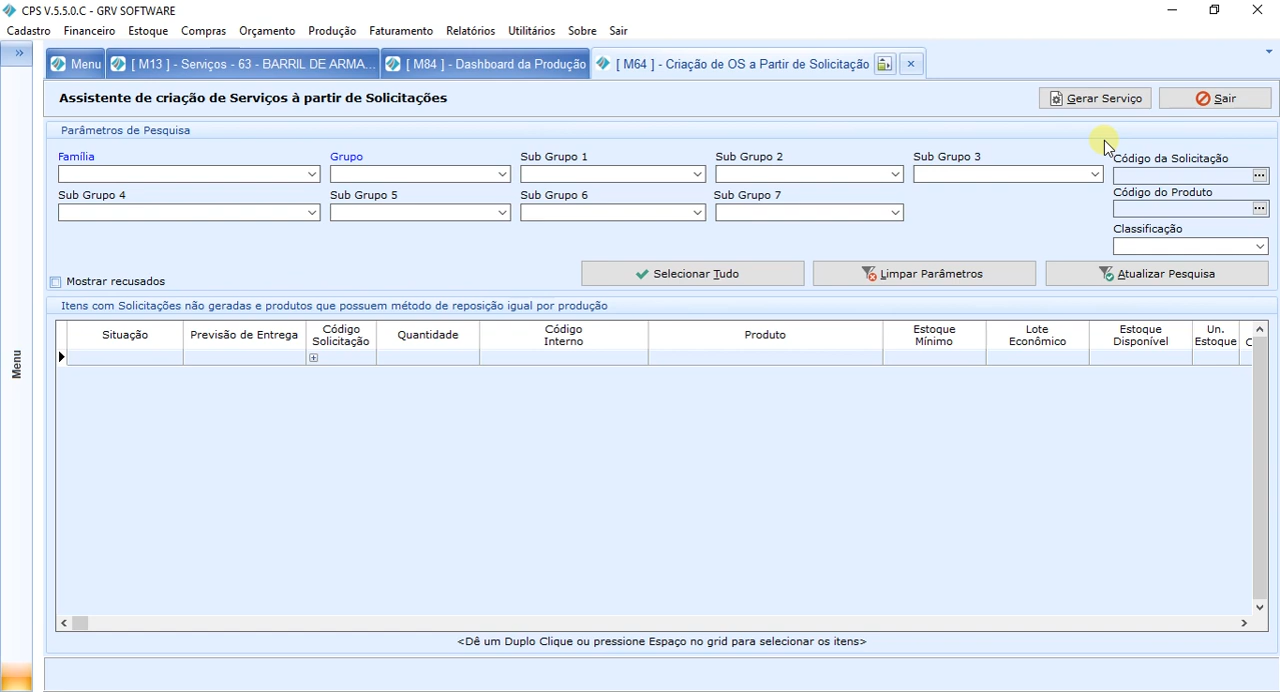 CPS V.5.5.0.C - GRV SOFTWARE
Cadastro Financeiro Estoque Compras Orçamento Produção Faturamento Relatórios Utilitários Sobre Sair
Menu [ M13 ] - Serviços - 63 - BARRIL DE ARMA... [ M84 ] - Dashboard da Produção [ M64 ] - Criação de OS a Partir de Solicitação
Assistente de criação de Serviços à partir de Solicitações Gerar Serviço Sair
Parâmetros de Pesquisa
Família Grupo Sub Grupo 1 Sub Grupo 2 Sub Grupo 3 Código da Solicitação
Sub Grupo 4 Sub Grupo 5 Sub Grupo 6 Sub Grupo 7 Código do Produto
Classificação
Mostrar recusados Selecionar Tudo Limpar Parâmetros Atualizar Pesquisa
Itens com Solicitações não geradas e produtos que possuem método de reposição igual por produção
Situação Previsão de Entrega Código Solicitação Quantidade Código Interno Produto Estoque Mínimo Lote Econômico Estoque Disponível Un. Estoque C
<Dê um Duplo Clique ou pressione Espaço no grid para selecionar os itens>
Menu